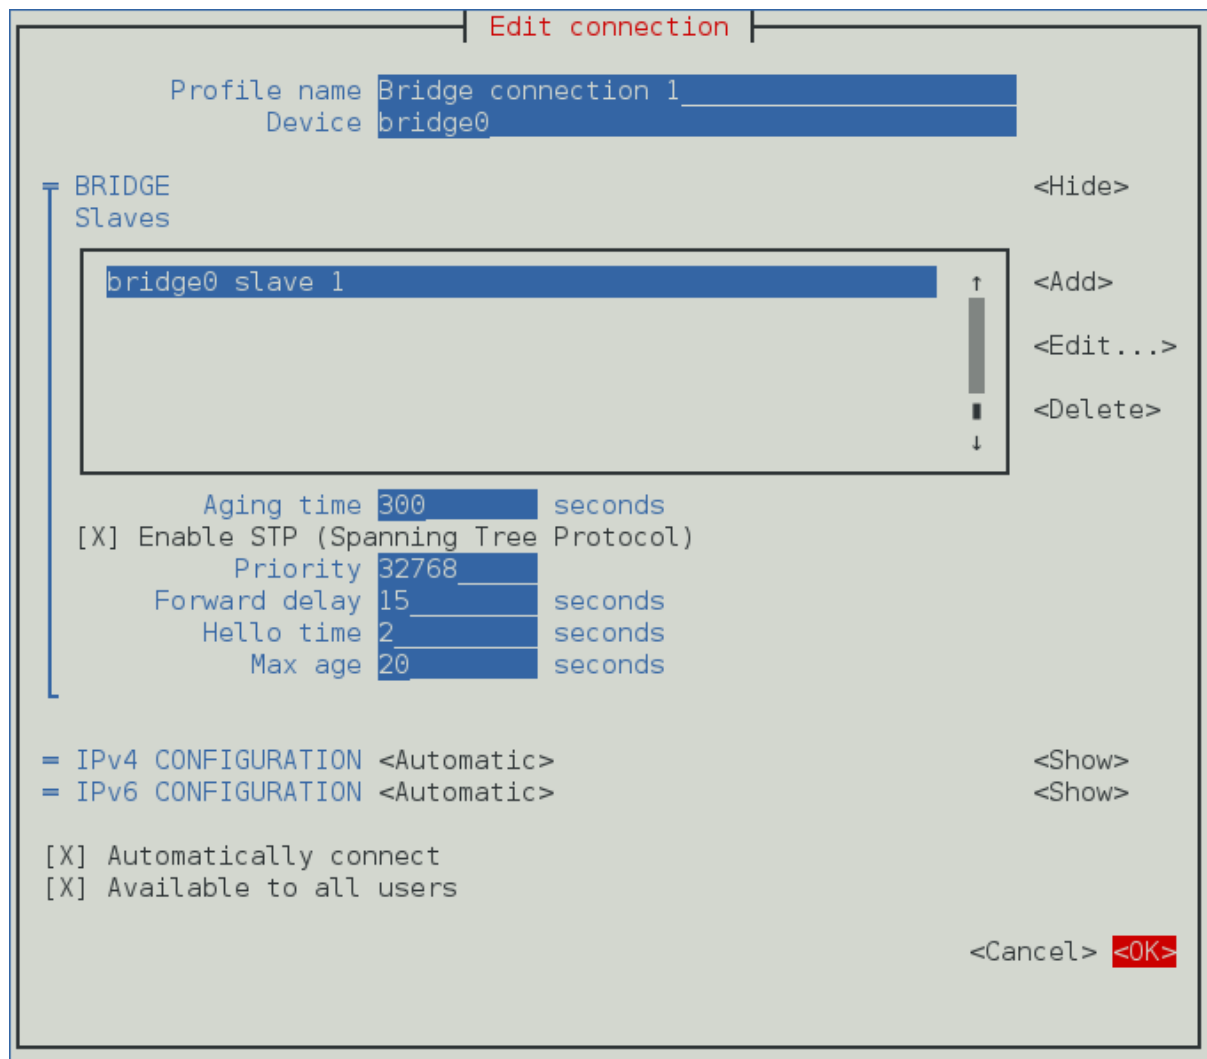 Edit connection
Profile name Bridge connection 1
Device bridge0
BRIDGE <Hide>
Slaves
bridge0 slave 1 ↑ <Add>
<Edit...>
<Delete>
↓
Aging time 300 seconds
[X] Enable STP (Spanning Tree Protocol)
Priority 32768
Forward delay 15 seconds
Hello time 2 seconds
Max age 20 seconds
= IPv4 CONFIGURATION <Automatic> <Show>
= IPv6 CONFIGURATION <Automatic> <Show>
[X] Automatically connect
[X] Available to all users
<Cancel> <OK>